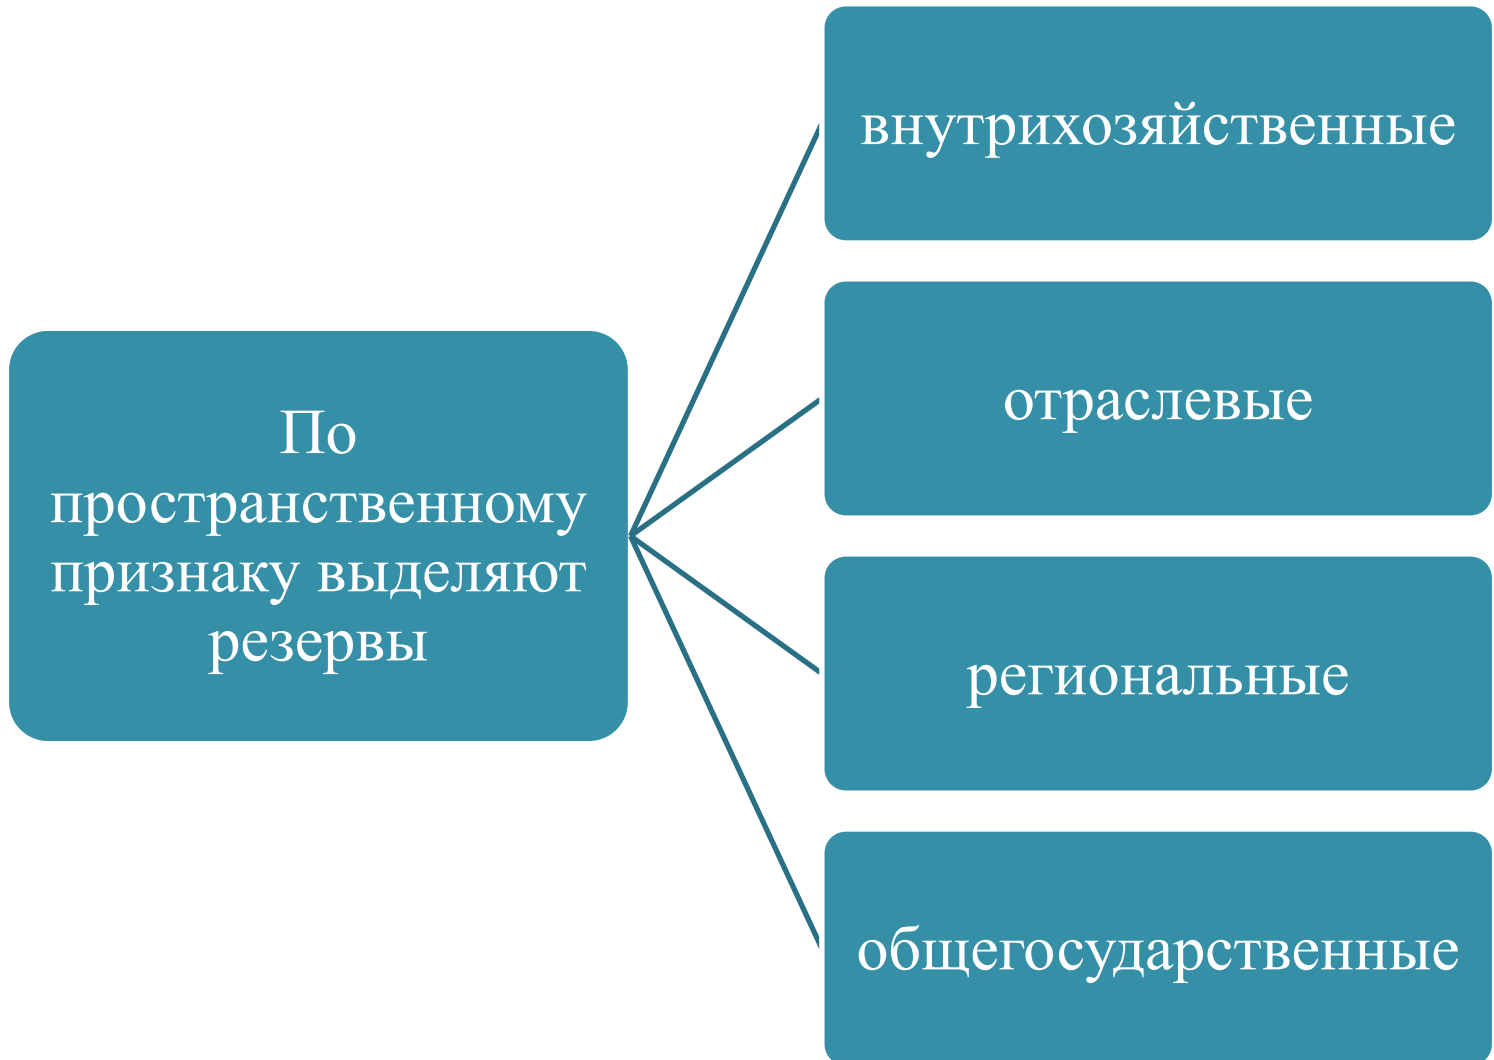 По
пространственному
признаку выделяют
резервы
внутрихозяйственные
отраслевые
региональные
общегосударственные